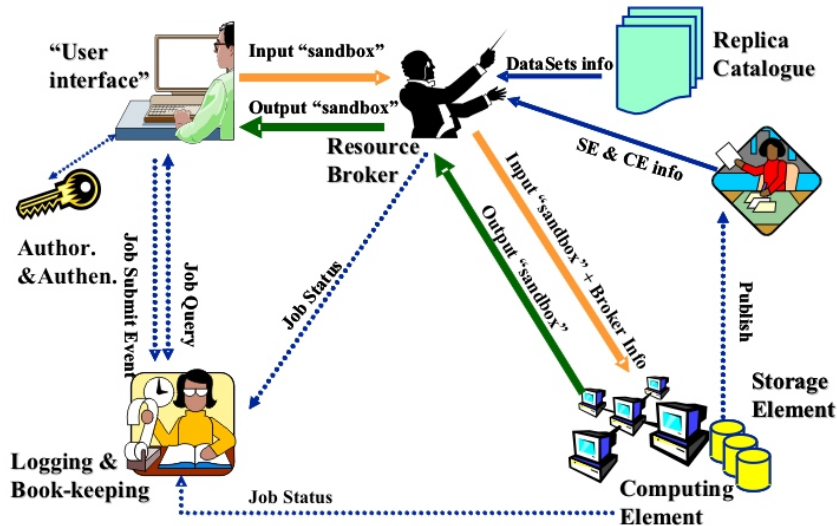 “User
interface”
Input “sandbox”
DataSets info
Replica
Catalogue
Output “sandbox”
Resource
Broker
SE & CE info
Author.
&Authen.
Job Submit Event
Job Query
Job Status
Input “sandbox” + Broker Info
Output “sandbox”
Publish
Storage
Element
Logging &
Book-keeping
Job Status
Computing
Element